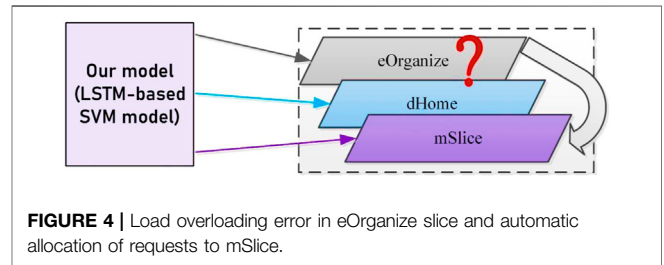 Our model
(LSTM-based
SVM model)
eOrganize
?
dHome
mSlice
FIGURE 4 | Load overloading error in eOrganize slice and automatic
allocation of requests to mSlice.